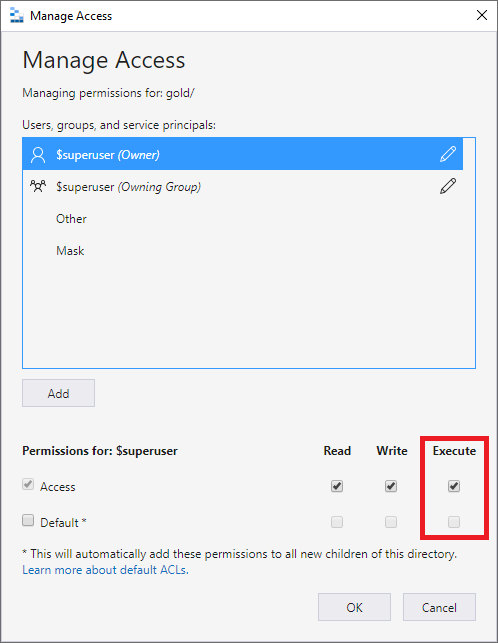 Manage Access
Manage Access
Managing permissions for: gold/
Users, groups, and service principals:
$superuser (Owner)
$superuser (Owning Group)
Other
Mask
Add
Permissions for: $superuser Read Write Execute
Access
Default *
* This will automatically add these permissions to all new children of this directory.
Learn more about default ACLs.
OK Cancel